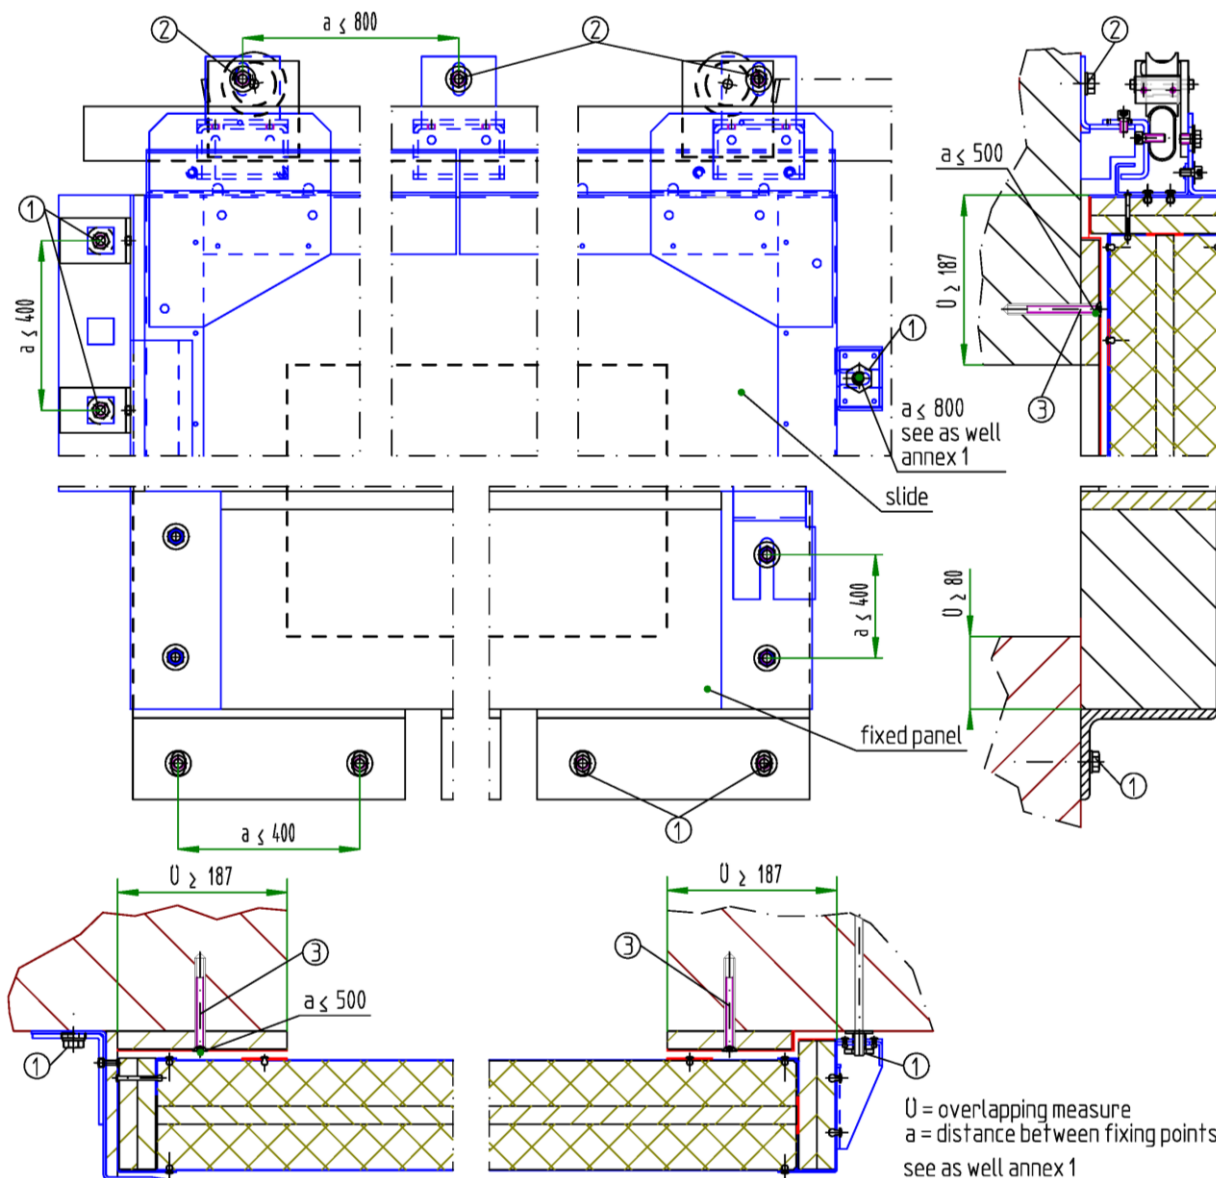 ② a ≤ 800 ② ②
a ≤ 500
① a ≤ 400
Ü ≥ 187
①
③
a ≤ 800
see as well
annex 1
slide
a ≤ 400
Ü ≥ 80
fixed panel
①
a ≤ 400
①
Ü ≥ 187
Ü ≥ 187
③
③
a ≤ 500
①
①
Ü = overlapping measure
a = distance between fixing points
see as well annex 1